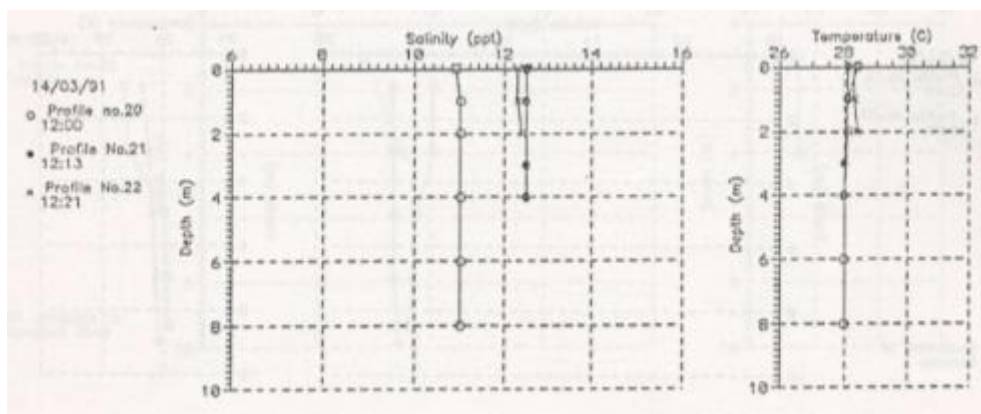 Salinity (ppt)
6 8 10 12 14 16
Temperature (C)
26 28 30 32
14/03/91
Profile no.20
12:00
Profile No.21
12:13
Profile No.22
12:21
Depth (m)
0
2
4
6
8
10
Depth (m)
0
2
4
6
8
10